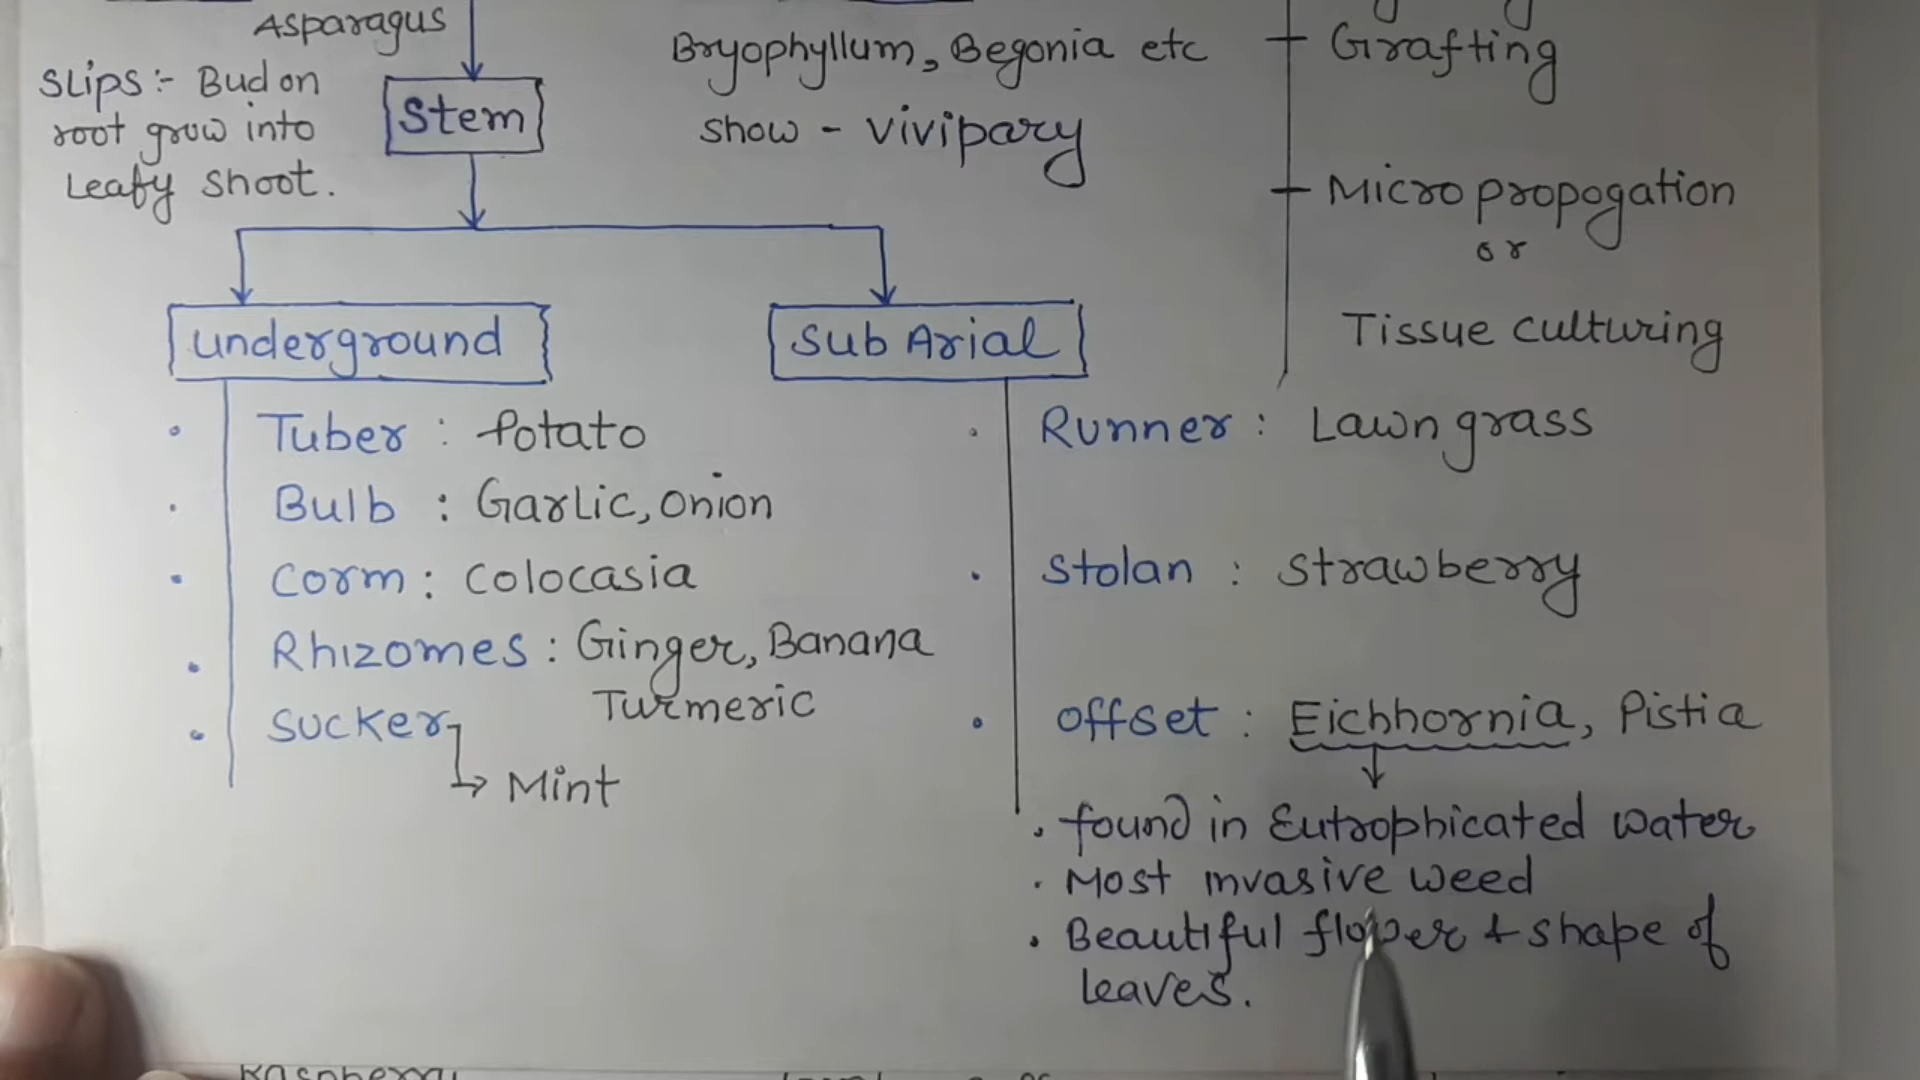 Asparagus
Slips :- Bud on
root grow into
Leafy shoot.
Stem
Bryophyllum, Begonia etc
show - vivipary
Grafting
Micropropogation
or
Tissue culturing
underground
Tuber : Potato
Bulb : Garlic, Onion
Corm : Colocasia
Rhizomes : Ginger, Banana
Turmeric
Sucker
Mint
Sub Arial
Runner : Lawn grass
Stolan : Strawberry
offset : Eichhornia, Pistia
• found in Eutrophicated water
• Most invasive weed
• Beautiful flower + shape of
leaves.
Raspberry